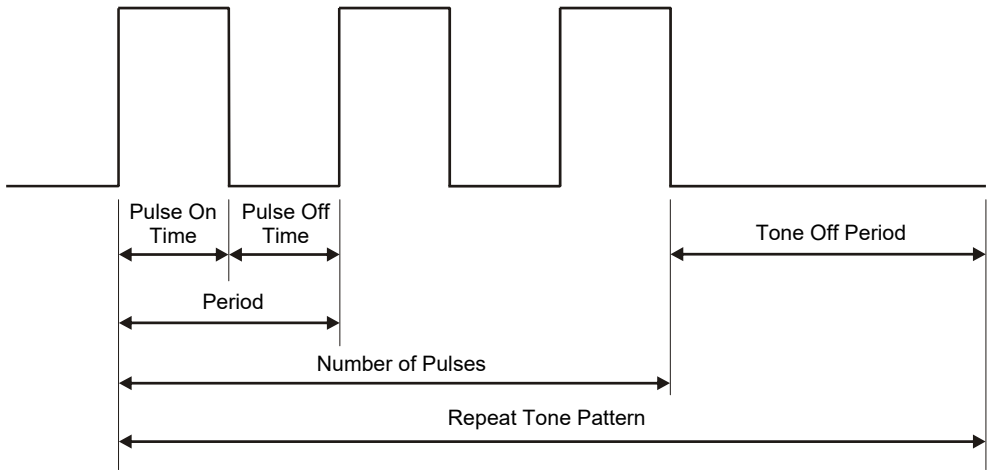 Pulse On
Time
Pulse Off
Time
Tone Off Period
Period
Number of Pulses
Repeat Tone Pattern